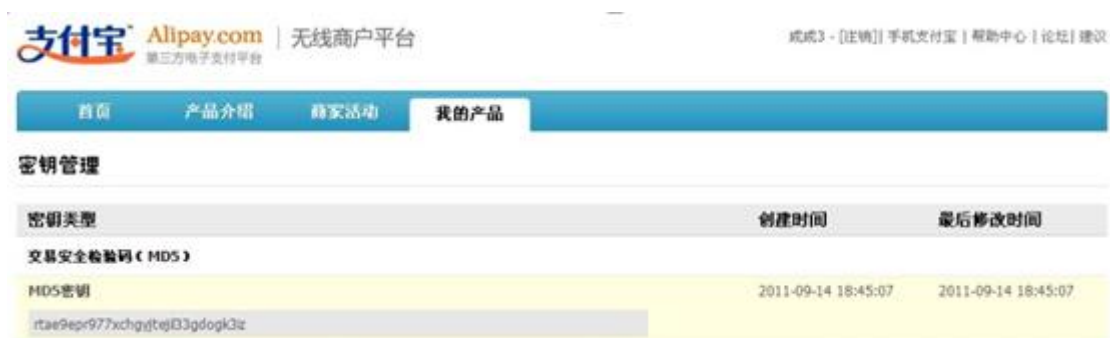 支付宝 Alipay.com 无线商户平台
第三方电子支付平台
成成3 - [注销]| 手机支付宝 | 帮助中心 | 论坛| 建议
首页 产品介绍 商家活动 我的产品
密钥管理
密钥类型 创建时间 最后修改时间
交易安全检验码(MD5)
MD5密钥 2011-09-14 18:45:07 2011-09-14 18:45:07